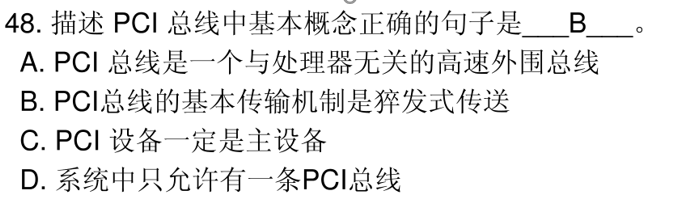 48. 描述 PCI 总线中基本概念正确的句子是___B___。
A. PCI 总线是一个与处理器无关的高速外围总线
B. PCI总线的基本传输机制是猝发式传送
C. PCI 设备一定是主设备
D. 系统中只允许有一条PCI总线